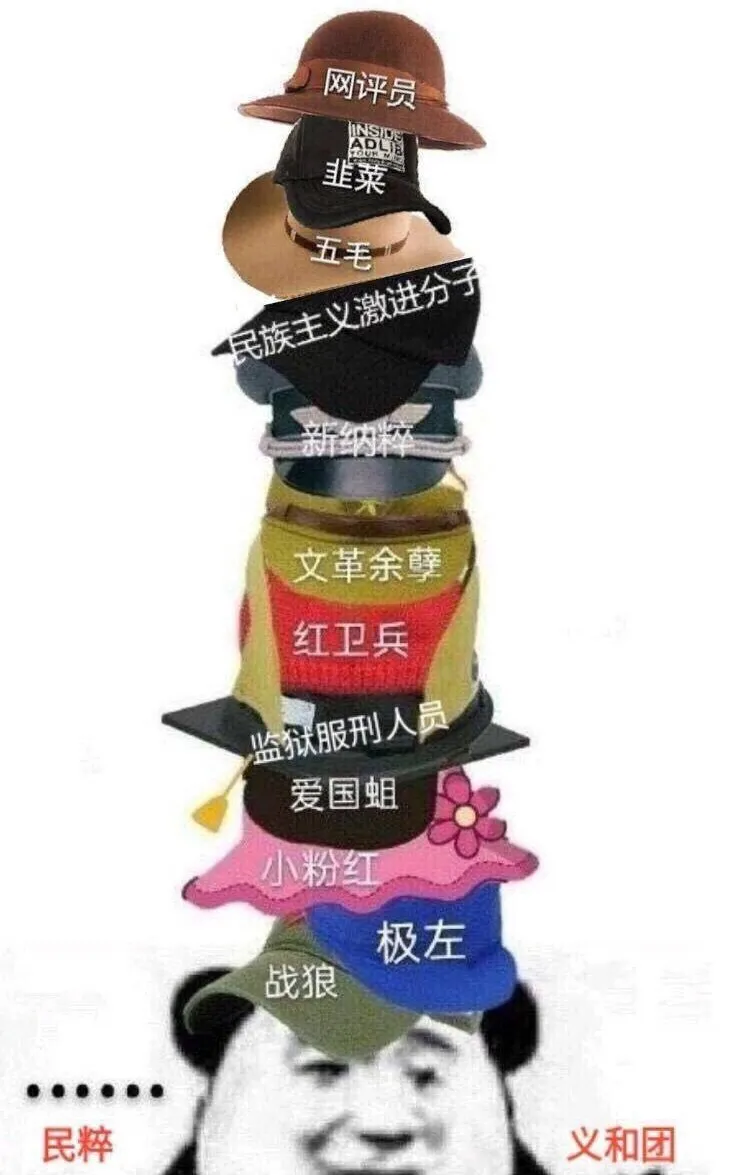 网评员
INSIDE
ADLIB
YOUR MIND
韭菜
五毛
民族主义激进分子
新纳粹
文革余孽
红卫兵
监狱服刑人员
爱国蛆
小粉红
极左
战狼
……
民粹
义和团